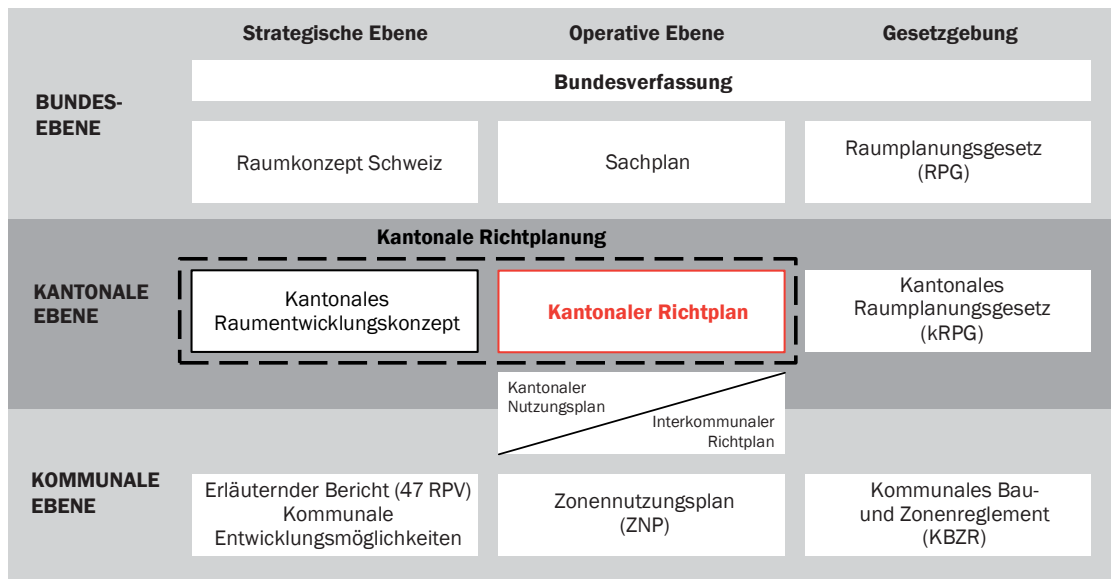 Strategische Ebene
Operative Ebene
Gesetzgebung
BUNDES-
EBENE
Bundesverfassung
Raumkonzept Schweiz
Sachplan
Raumplanungsgesetz
(RPG)
Kantonale Richtplanung
KANTONALE
EBENE
Kantonales
Raumentwicklungskonzept
Kantonaler Richtplan
Kantonales
Raumplanungsgesetz
(kRPG)
Kantonaler
Nutzungsplan
Interkommunaler
Richtplan
KOMMUNALE
EBENE
Erläuternder Bericht (47 RPV)
Kommunale
Entwicklungsmöglichkeiten
Zonennutzungsplan
(ZNP)
Kommunales Bau-
und Zonenreglement
(KBZR)